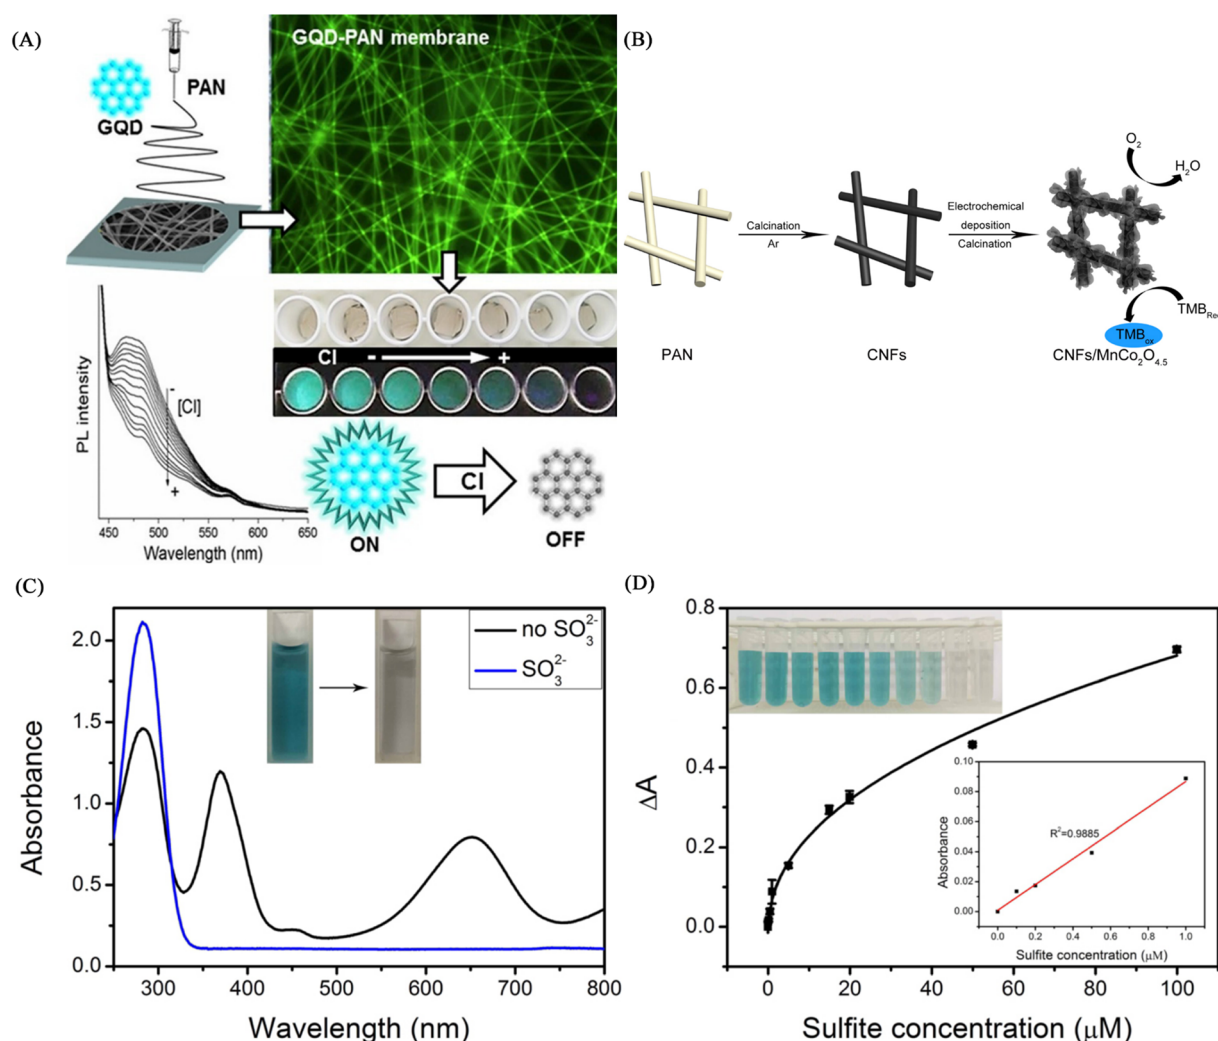 (A)
GQD-PAN membrane
PAN
GQD
Cl - +
PL intensity
-
[Cl]
+
450 500 550 600 650
Wavelength (nm)
ON
Cl
OFF
(B)
O₂
H₂O
Calcination
Ar
Electrochemical
deposition
Calcination
TMB
TMBox
PAN
CNFs
CNFs/MnCo₂O₄.₅
(C)
Absorbance
2.0
1.5
1.0
0.5
0.0
no SO₃²⁻
SO₃²⁻
300 400 500 600 700 800
Wavelength (nm)
(D)
ΔA
0.8
0.6
0.4
0.2
0.0
0 20 40 60 80 100
Sulfite concentration (μM)
Absorbance
0.10
0.08
0.06
0.04
0.02
0.00
R²=0.9885
0.0 0.2 0.4 0.6 0.8 1.0
Sulfite concentration (μM)